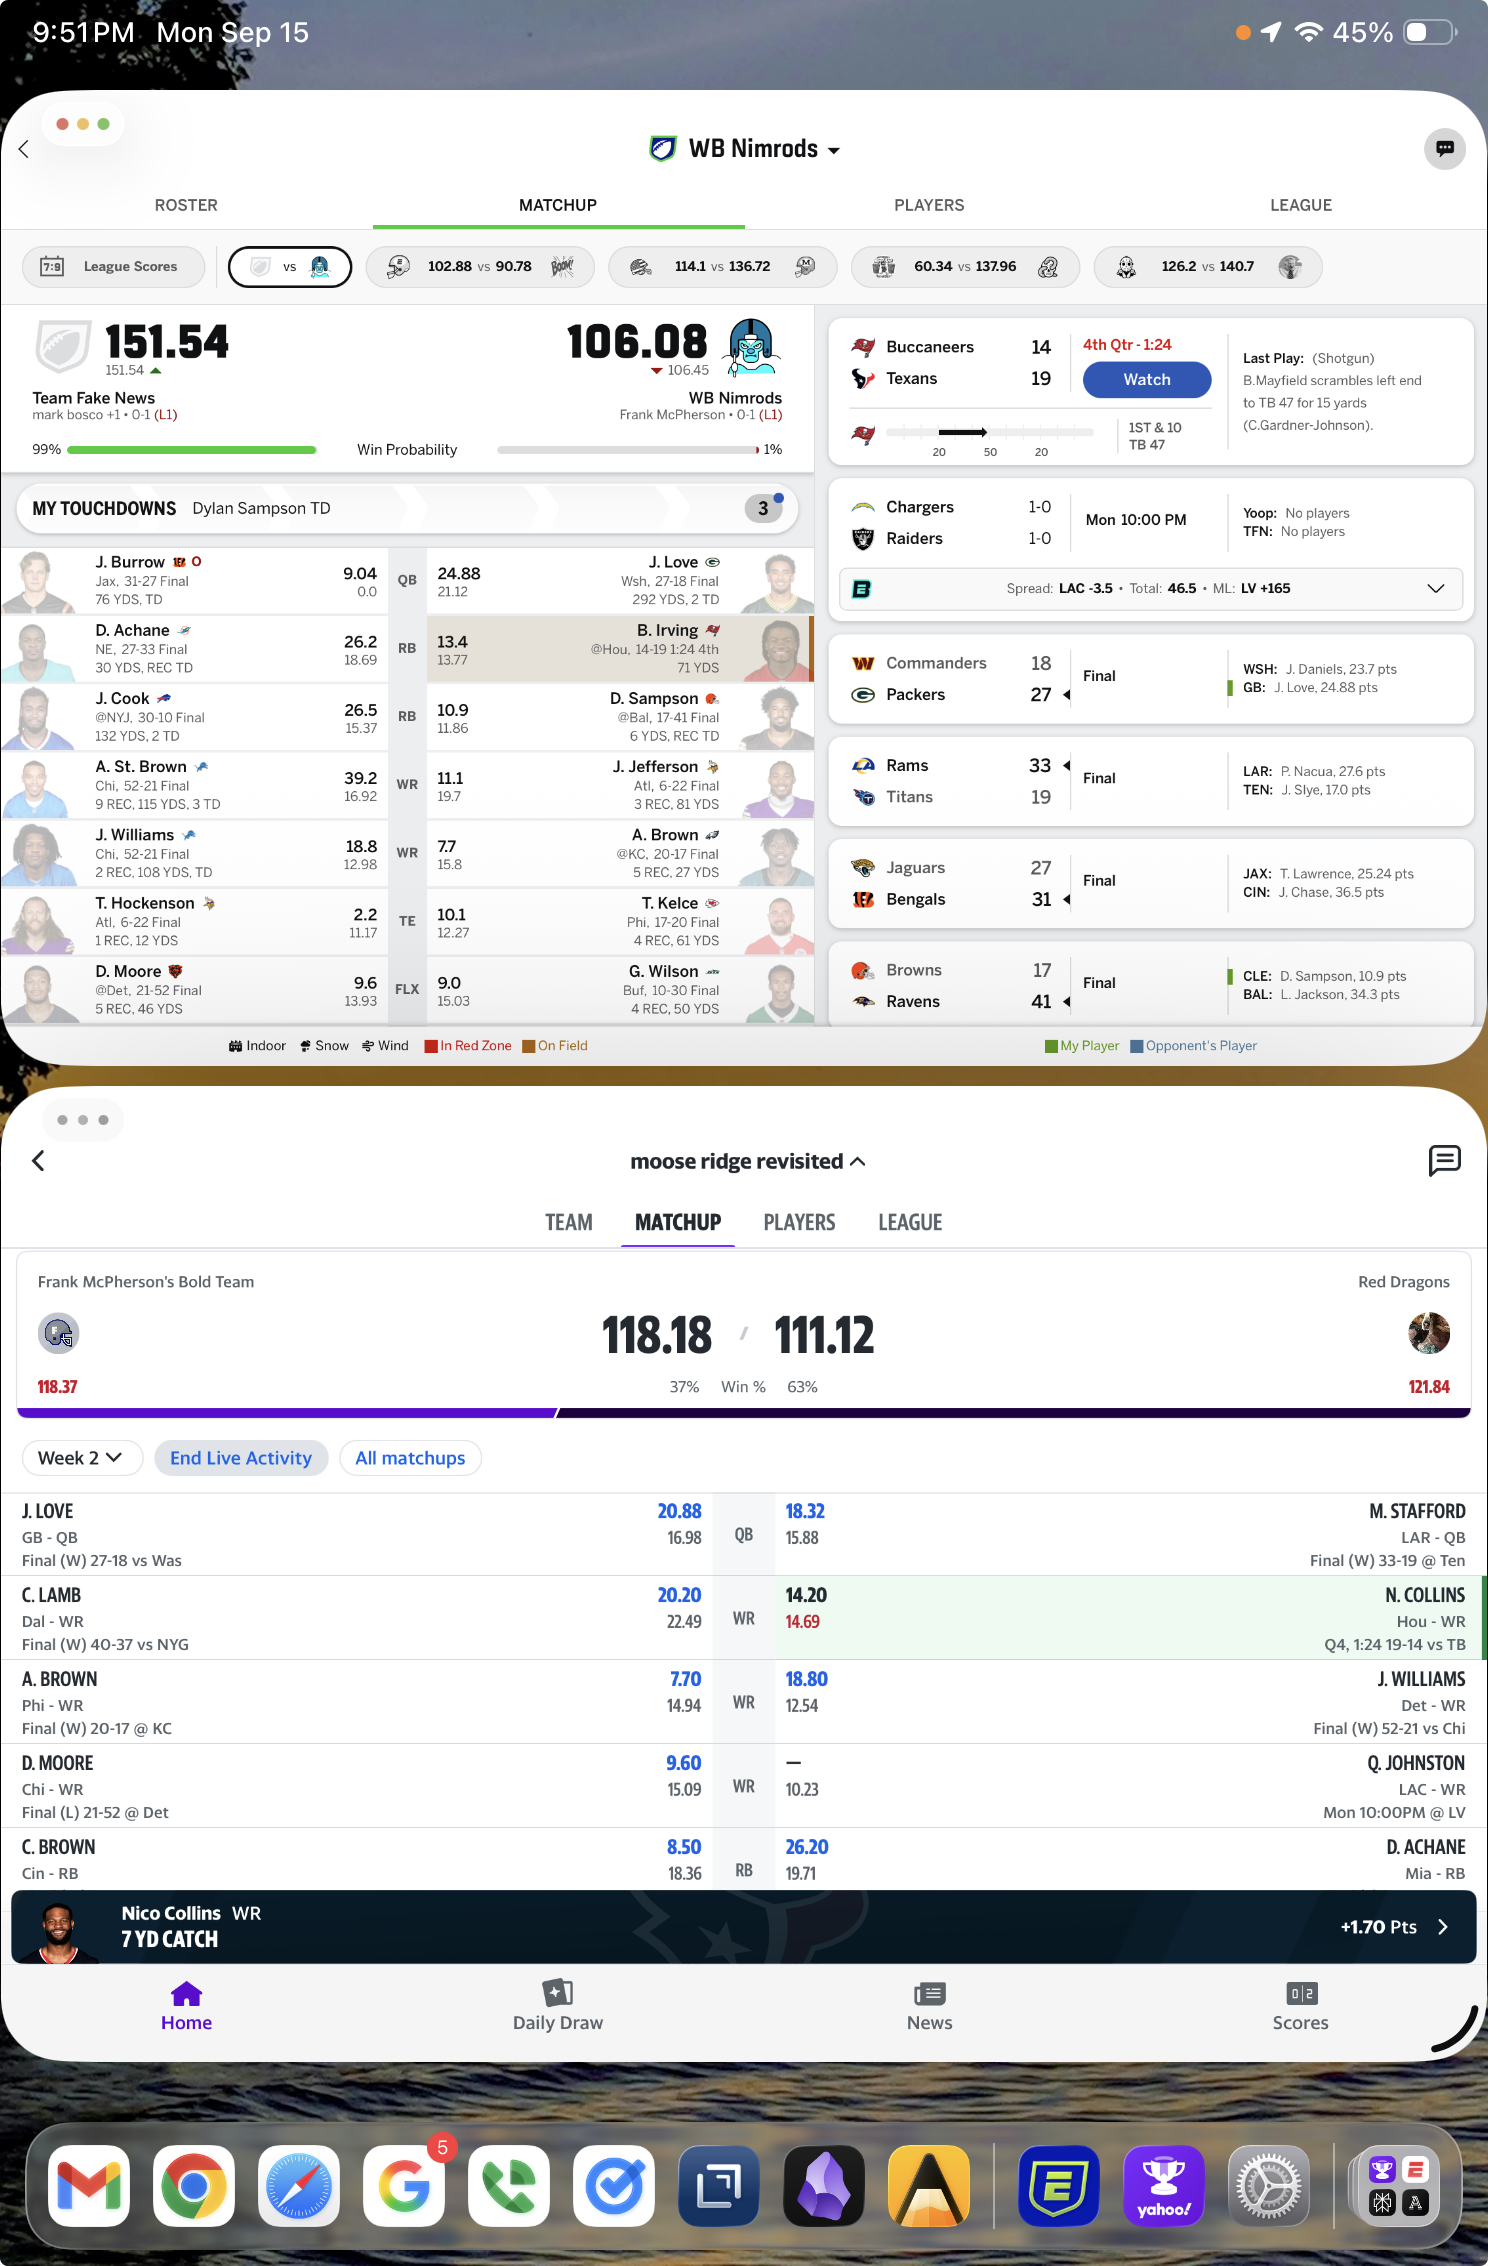 9:51 PM Mon Sep 15
45%
WB Nimrods
ROSTER
MATCHUP
PLAYERS
LEAGUE
7:9
League Scores
vs
102.88 vs 90.78
BOOM!
114.1 vs 136.72
60.34 vs 137.96
126.2 vs 140.7
151.54
151.54
Team Fake News
mark bosco +1 • 0-1 (L1)
106.08
106.45
WB Nimrods
Frank McPherson • 0-1 (L1)
99%
Win Probability
1%
MY TOUCHDOWNS Dylan Sampson TD
3
J. Burrow O
Jax, 31-27 Final
76 YDS, TD
9.04
0.0
QB
24.88
21.12
J. Love
Wsh, 27-18 Final
292 YDS, 2 TD
D. Achane
NE, 27-33 Final
30 YDS, REC TD
26.2
18.69
RB
13.4
13.77
B. Irving
@Hou, 14-19 1:24 4th
71 YDS
J. Cook
@NYJ, 30-10 Final
132 YDS, 2 TD
26.5
15.37
RB
10.9
11.86
D. Sampson
@Bal, 17-41 Final
6 YDS, REC TD
A. St. Brown
Chi, 52-21 Final
9 REC, 115 YDS, 3 TD
39.2
16.92
WR
11.1
19.7
J. Jefferson
Atl, 6-22 Final
3 REC, 81 YDS
J. Williams
Chi, 52-21 Final
2 REC, 108 YDS, TD
18.8
12.98
WR
7.7
15.8
A. Brown
@KC, 20-17 Final
5 REC, 27 YDS
T. Hockenson
Atl, 6-22 Final
1 REC, 12 YDS
2.2
11.17
TE
10.1
12.27
T. Kelce
Phi, 17-20 Final
4 REC, 61 YDS
D. Moore
@Det, 21-52 Final
5 REC, 46 YDS
9.6
13.93
FLX
9.0
15.03
G. Wilson
Buf, 10-30 Final
4 REC, 50 YDS
Buccaneers 14
Texans 19
4th Qtr - 1:24
Watch
Last Play: (Shotgun)
B.Mayfield scrambles left end
to TB 47 for 15 yards
(C.Gardner-Johnson).
20 50 20
1ST & 10
TB 47
Chargers 1-0
Raiders 1-0
Mon 10:00 PM
Yoop: No players
TFN: No players
Spread: LAC -3.5 • Total: 46.5 • ML: LV +165
Commanders 18
Packers 27
Final
WSH: J. Daniels, 23.7 pts
GB: J. Love, 24.88 pts
Rams 33
Titans 19
Final
LAR: P. Nacua, 27.6 pts
TEN: J. Slye, 17.0 pts
Jaguars 27
Bengals 31
Final
JAX: T. Lawrence, 25.24 pts
CIN: J. Chase, 36.5 pts
Browns 17
Ravens 41
Final
CLE: D. Sampson, 10.9 pts
BAL: L. Jackson, 34.3 pts
Indoor Snow Wind In Red Zone On Field
My Player Opponent's Player
moose ridge revisited
TEAM
MATCHUP
PLAYERS
LEAGUE
Frank McPherson's Bold Team
Red Dragons
118.18 / 111.12
118.37
37% Win % 63%
121.84
Week 2
End Live Activity
All matchups
J. LOVE
GB - QB
Final (W) 27-18 vs Was
20.88
16.98
QB
18.32
15.88
M. STAFFORD
LAR - QB
Final (W) 33-19 @ Ten
C. LAMB
Dal - WR
Final (W) 40-37 vs NYG
20.20
22.49
WR
14.20
14.69
N. COLLINS
Hou - WR
Q4, 1:24 19-14 vs TB
A. BROWN
Phi - WR
Final (W) 20-17 @ KC
7.70
14.94
WR
18.80
12.54
J. WILLIAMS
Det - WR
Final (W) 52-21 vs Chi
D. MOORE
Chi - WR
Final (L) 21-52 @ Det
9.60
15.09
WR
—
10.23
Q. JOHNSTON
LAC - WR
Mon 10:00PM @ LV
C. BROWN
Cin - RB
8.50
18.36
RB
26.20
19.71
D. ACHANE
Mia - RB
Nico Collins WR
7 YD CATCH
+1.70 Pts
Home
Daily Draw
News
Scores
5
yahoo!